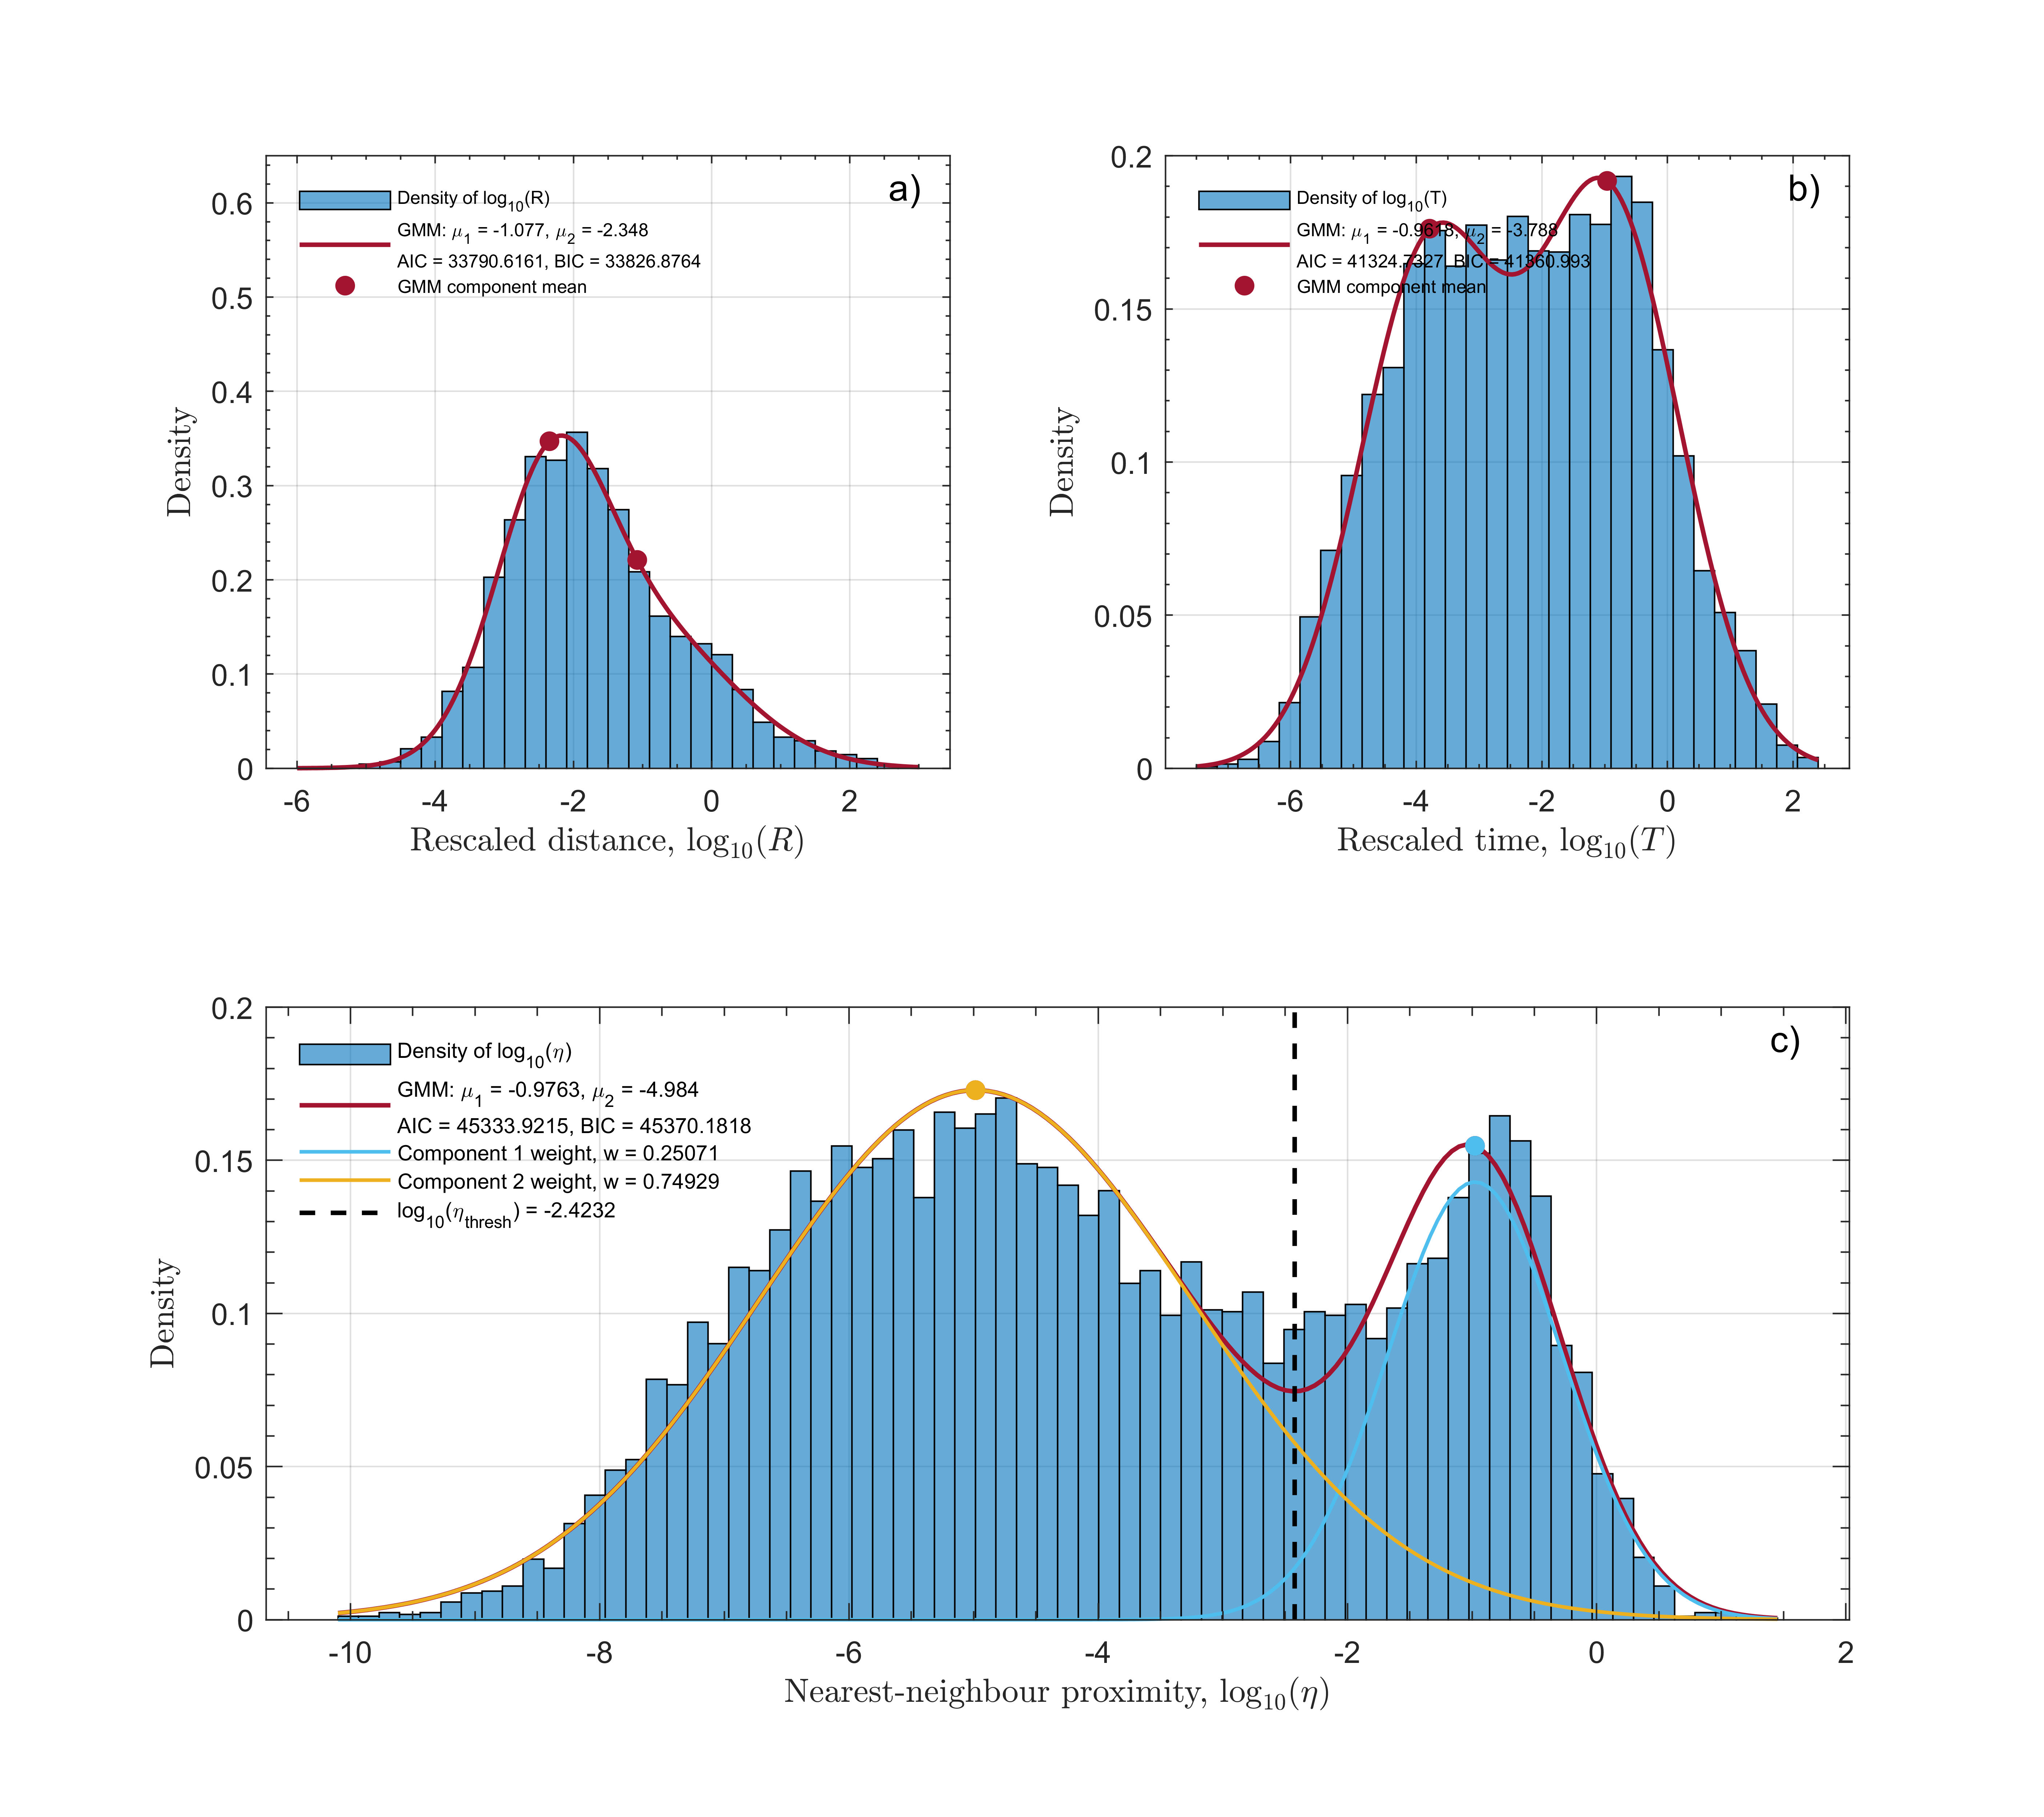 a)
Density of log10(R)
GMM: μ1 = -1.077, μ2 = -2.348
AIC = 33790.6161, BIC = 33826.8764
GMM component mean
0.6
0.5
0.4
0.3
0.2
0.1
0
Density
-6 -4 -2 0 2
Rescaled distance, log10(R)
b)
Density of log10(T)
GMM: μ1 = -0.9618, μ2 = -3.788
AIC = 41324.7327, BIC = 41360.993
GMM component mean
0.2
0.15
0.1
0.05
0
Density
-6 -4 -2 0 2
Rescaled time, log10(T)
c)
Density of log10(η)
GMM: μ1 = -0.9763, μ2 = -4.984
AIC = 45333.9215, BIC = 45370.1818
Component 1 weight, w = 0.25071
Component 2 weight, w = 0.74929
log10(ηthresh) = -2.4232
0.2
0.15
0.1
0.05
0
Density
-10 -8 -6 -4 -2 0 2
Nearest-neighbour proximity, log10(η)